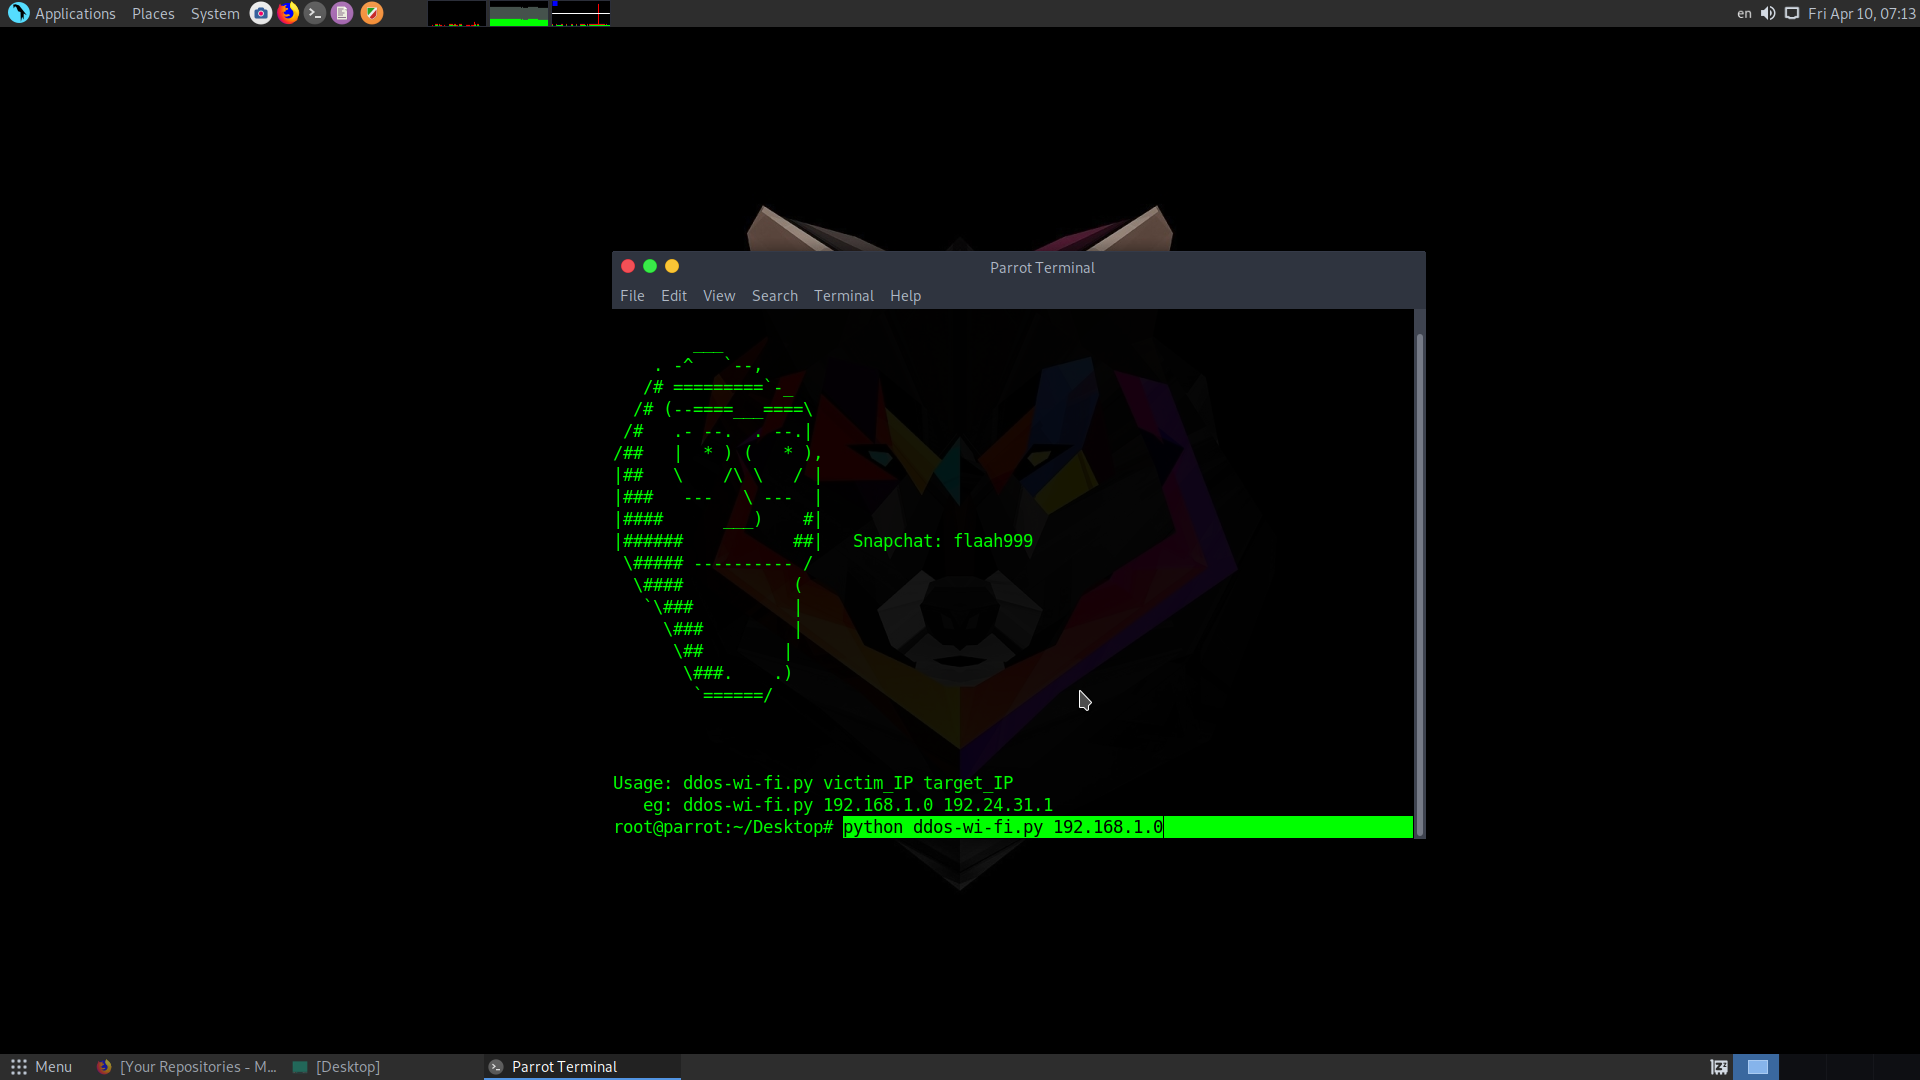 Applications Places System en Fri Apr 10, 07:13
Parrot Terminal
File Edit View Search Terminal Help
          ___
    . -^   `--,
   /# =========`-_
  /# (--====___====\
 /#   .- --.  . --.|
/##   |  * ) (   * ),
|##   \    /\ \   / |
|###   ---   \ ---  |
|####      ___)    #|
|######           ##|   Snapchat: flaah999
 \##### ---------- /
  \####           (
   `\###          |
     \###         |
      \##        |
       \###.    .)
        `======/
Usage: ddos-wi-fi.py victim_IP target_IP
eg: ddos-wi-fi.py 192.168.1.0 192.24.31.1
root@parrot:~/Desktop# python ddos-wi-fi.py 192.168.1.0
Menu [Your Repositories - M... [Desktop] Parrot Terminal